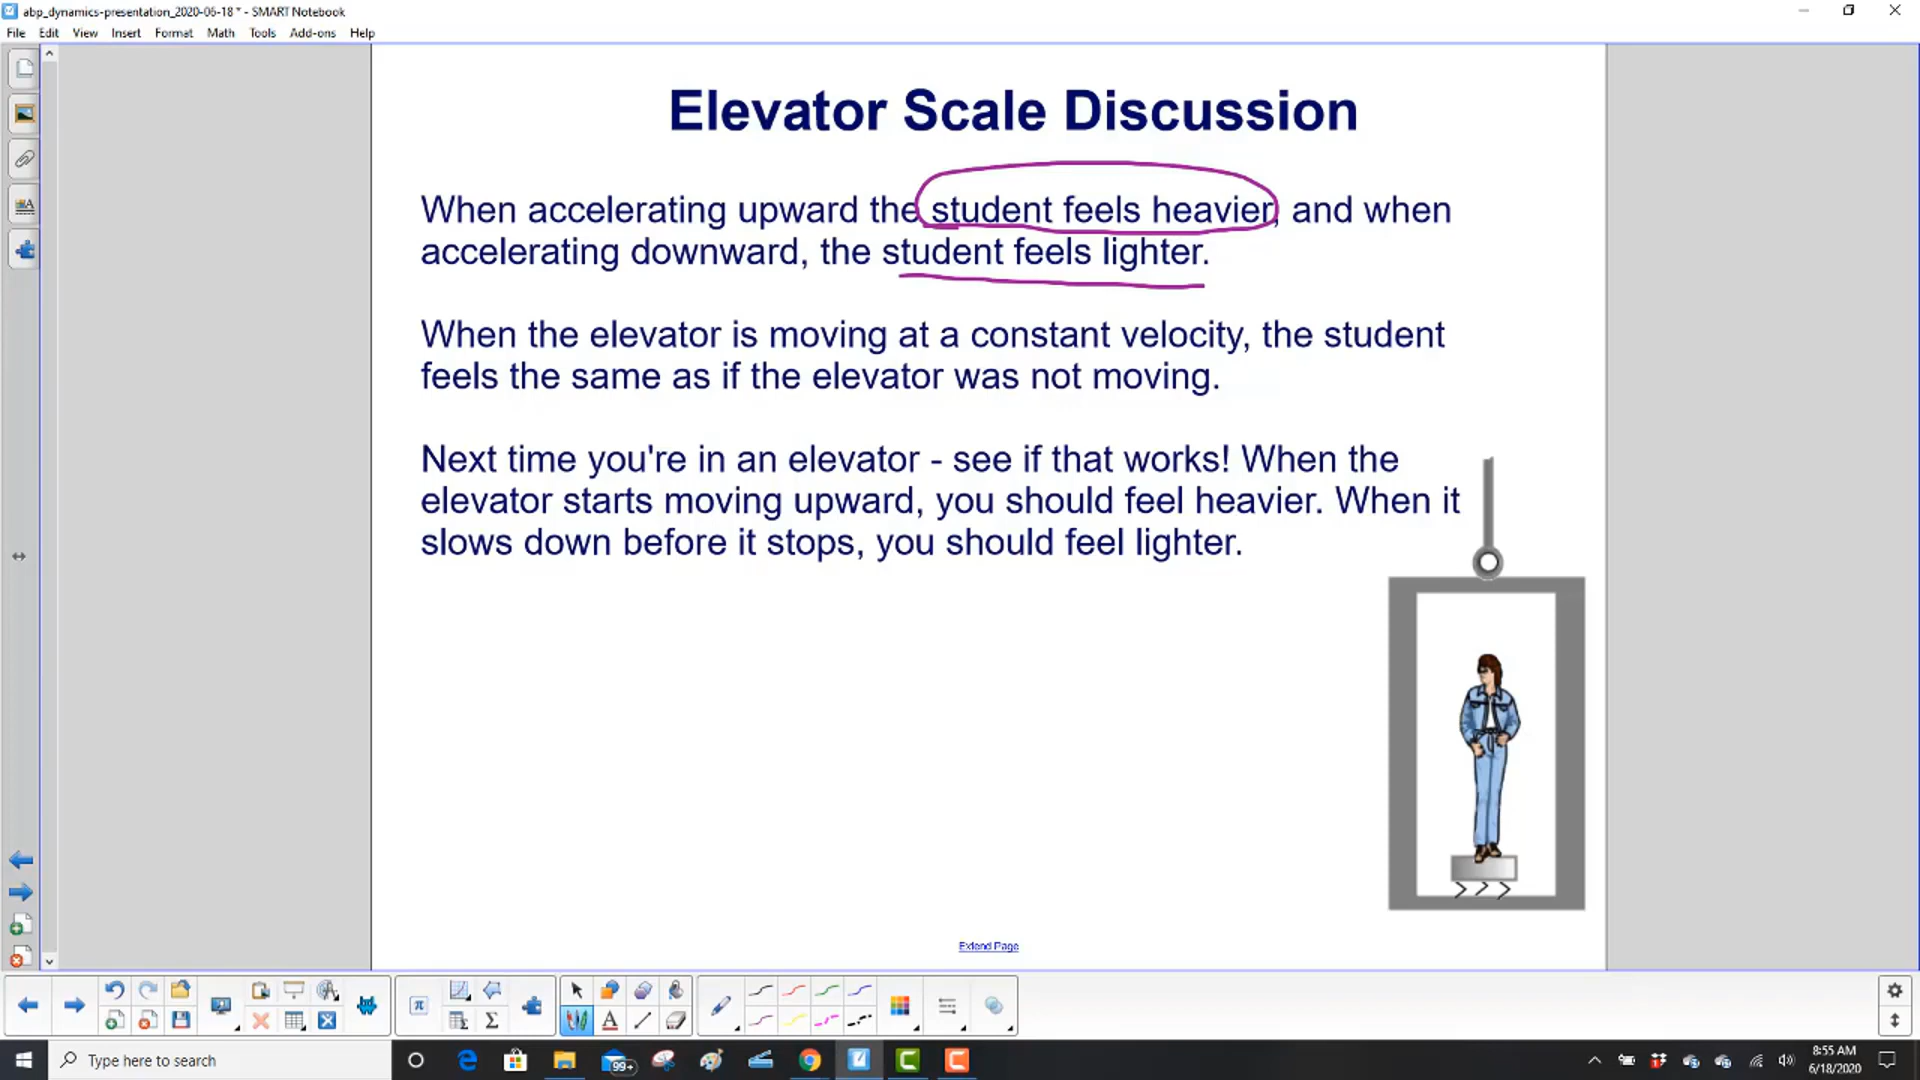 abp_dynamics-presentation_2020-06-18 * - SMART Notebook
File Edit View Insert Format Math Tools Add-ons Help
Elevator Scale Discussion
When accelerating upward the student feels heavier, and when
accelerating downward, the student feels lighter.
When the elevator is moving at a constant velocity, the student
feels the same as if the elevator was not moving.
Next time you're in an elevator - see if that works! When the
elevator starts moving upward, you should feel heavier. When it
slows down before it stops, you should feel lighter.
Extend Page
Type here to search
99+
8:55 AM
6/18/2020